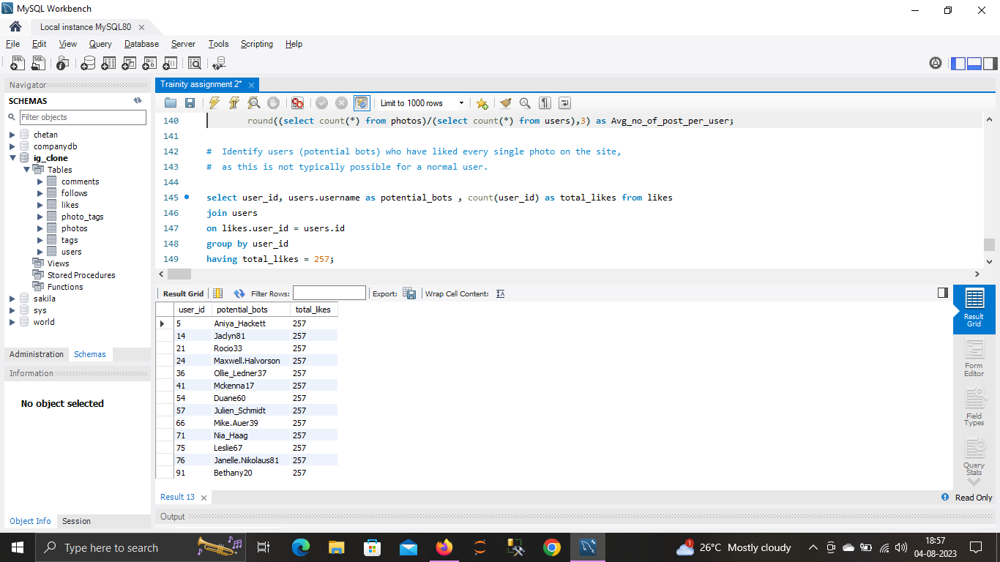 MySQL Workbench
Local instance MySQL80
File Edit View Query Database Server Tools Scripting Help
Navigator
SCHEMAS
Filter objects
chetan
companydb
ig_clone
Tables
comments
follows
likes
photo_tags
photos
tags
users
Views
Stored Procedures
Functions
sakila
sys
world
Administration Schemas
Information
No object selected
Object Info Session
Trainity assignment 2*
Limit to 1000 rows
140 round((select count(*) from photos)/(select count(*) from users),3) as Avg_no_of_post_per_user;
141
142 # Identify users (potential bots) who have liked every single photo on the site,
143 # as this is not typically possible for a normal user.
144
145 select user_id, users.username as potential_bots , count(user_id) as total_likes from likes
146 join users
147 on likes.user_id = users.id
148 group by user_id
149 having total_likes = 257;
Result Grid Filter Rows: Export: Wrap Cell Content:
user_id potential_bots total_likes
5 Aniya_Hackett 257
14 Jaclyn81 257
21 Rocio33 257
24 Maxwell.Halvorson 257
36 Ollie_Ledner37 257
41 Mckenna17 257
54 Duane60 257
57 Julien_Schmidt 257
66 Mike.Auer39 257
71 Nia_Haag 257
75 Leslie67 257
76 Janelle.Nikolaus81 257
91 Bethany20 257
Result
Grid
Form
Editor
Field
Types
Query
Stats
Result 13
Read Only
Output
Type here to search
1
26°C Mostly cloudy
18:57
04-08-2023